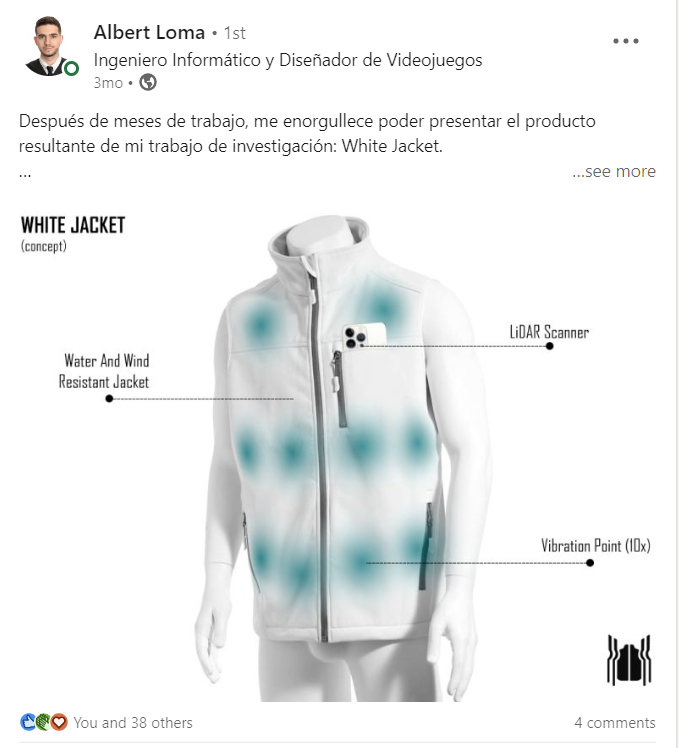 Albert Loma • 1st
Ingeniero Informático y Diseñador de Videojuegos
3mo •
Después de meses de trabajo, me enorgullece poder presentar el producto
resultante de mi trabajo de investigación: White Jacket.
...
...see more
WHITE JACKET
(concept)
LiDAR Scanner
Water And Wind
Resistant Jacket
Vibration Point (10x)
You and 38 others
4 comments